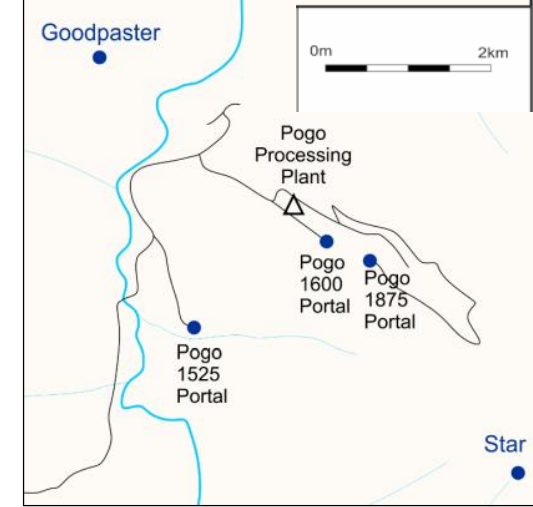 Goodpaster
0m 2km
Pogo
Processing
Plant
Pogo
1600
Portal
Pogo
1875
Portal
Pogo
1525
Portal
Star